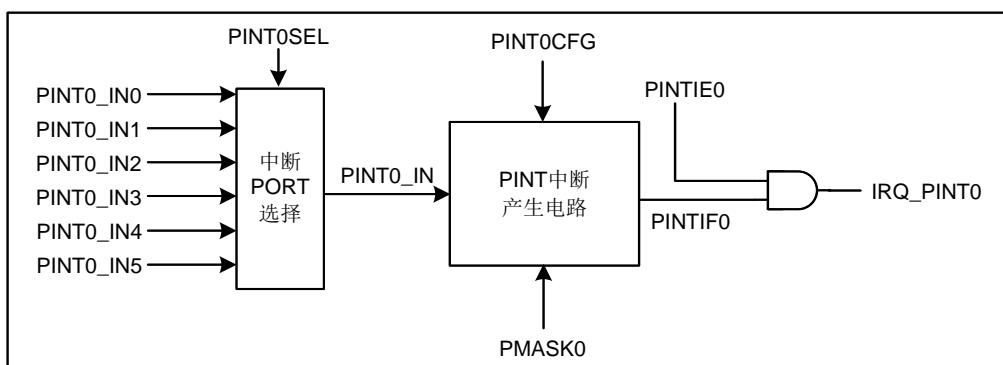 PINT0SEL
PINT0CFG
PINTIE0
PINT0_IN0
PINT0_IN1
PINT0_IN2
PINT0_IN3
PINT0_IN4
PINT0_IN5
中断
PORT
选择
PINT0_IN
PINT中断
产生电路
PINTIF0
IRQ_PINT0
PMASK0